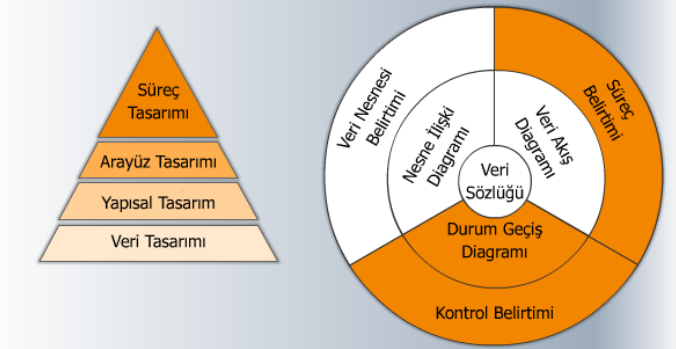 Süreç
Tasarımı
Arayüz Tasarımı
Yapısal Tasarım
Veri Tasarımı
Veri Nesnesi
Belirtimi
Nesne İlişki
Diagramı
Veri Akış
Diagramı
Süreç
Belirtimi
Veri
Sözlüğü
Durum Geçiş
Diagramı
Kontrol Belirtimi